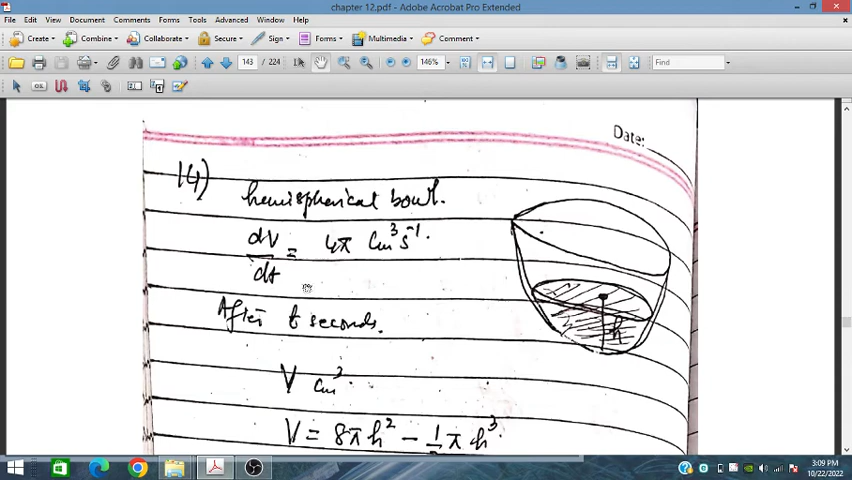 chapter 12.pdf - Adobe Acrobat Pro Extended
File Edit View Document Comments Forms Tools Advanced Window Help
Create Combine Collaborate Secure Sign Forms Multimedia Comment
143 / 224 146% Find
Date:
14) hemispherical bowl.
dV/dt = 4π cm³s⁻¹.
After t seconds.
h
V cm³.
V = 8πh² - 1/3 πh³.
3:09 PM
10/22/2022